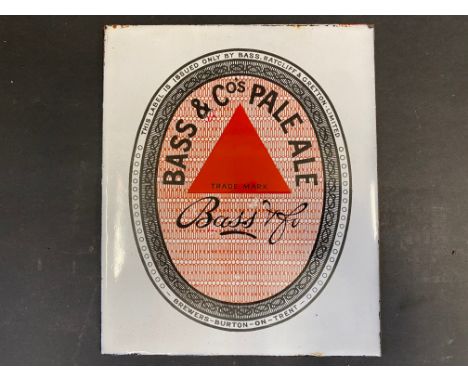 THIS LABEL IS ISSUED ONLY BY BASS, RATCLIFF & GRETTON, LIMITED
BASS & Co's PALE ALE
TRADE MARK
Bass & Co
BREWERS-BURTON-ON-TRENT